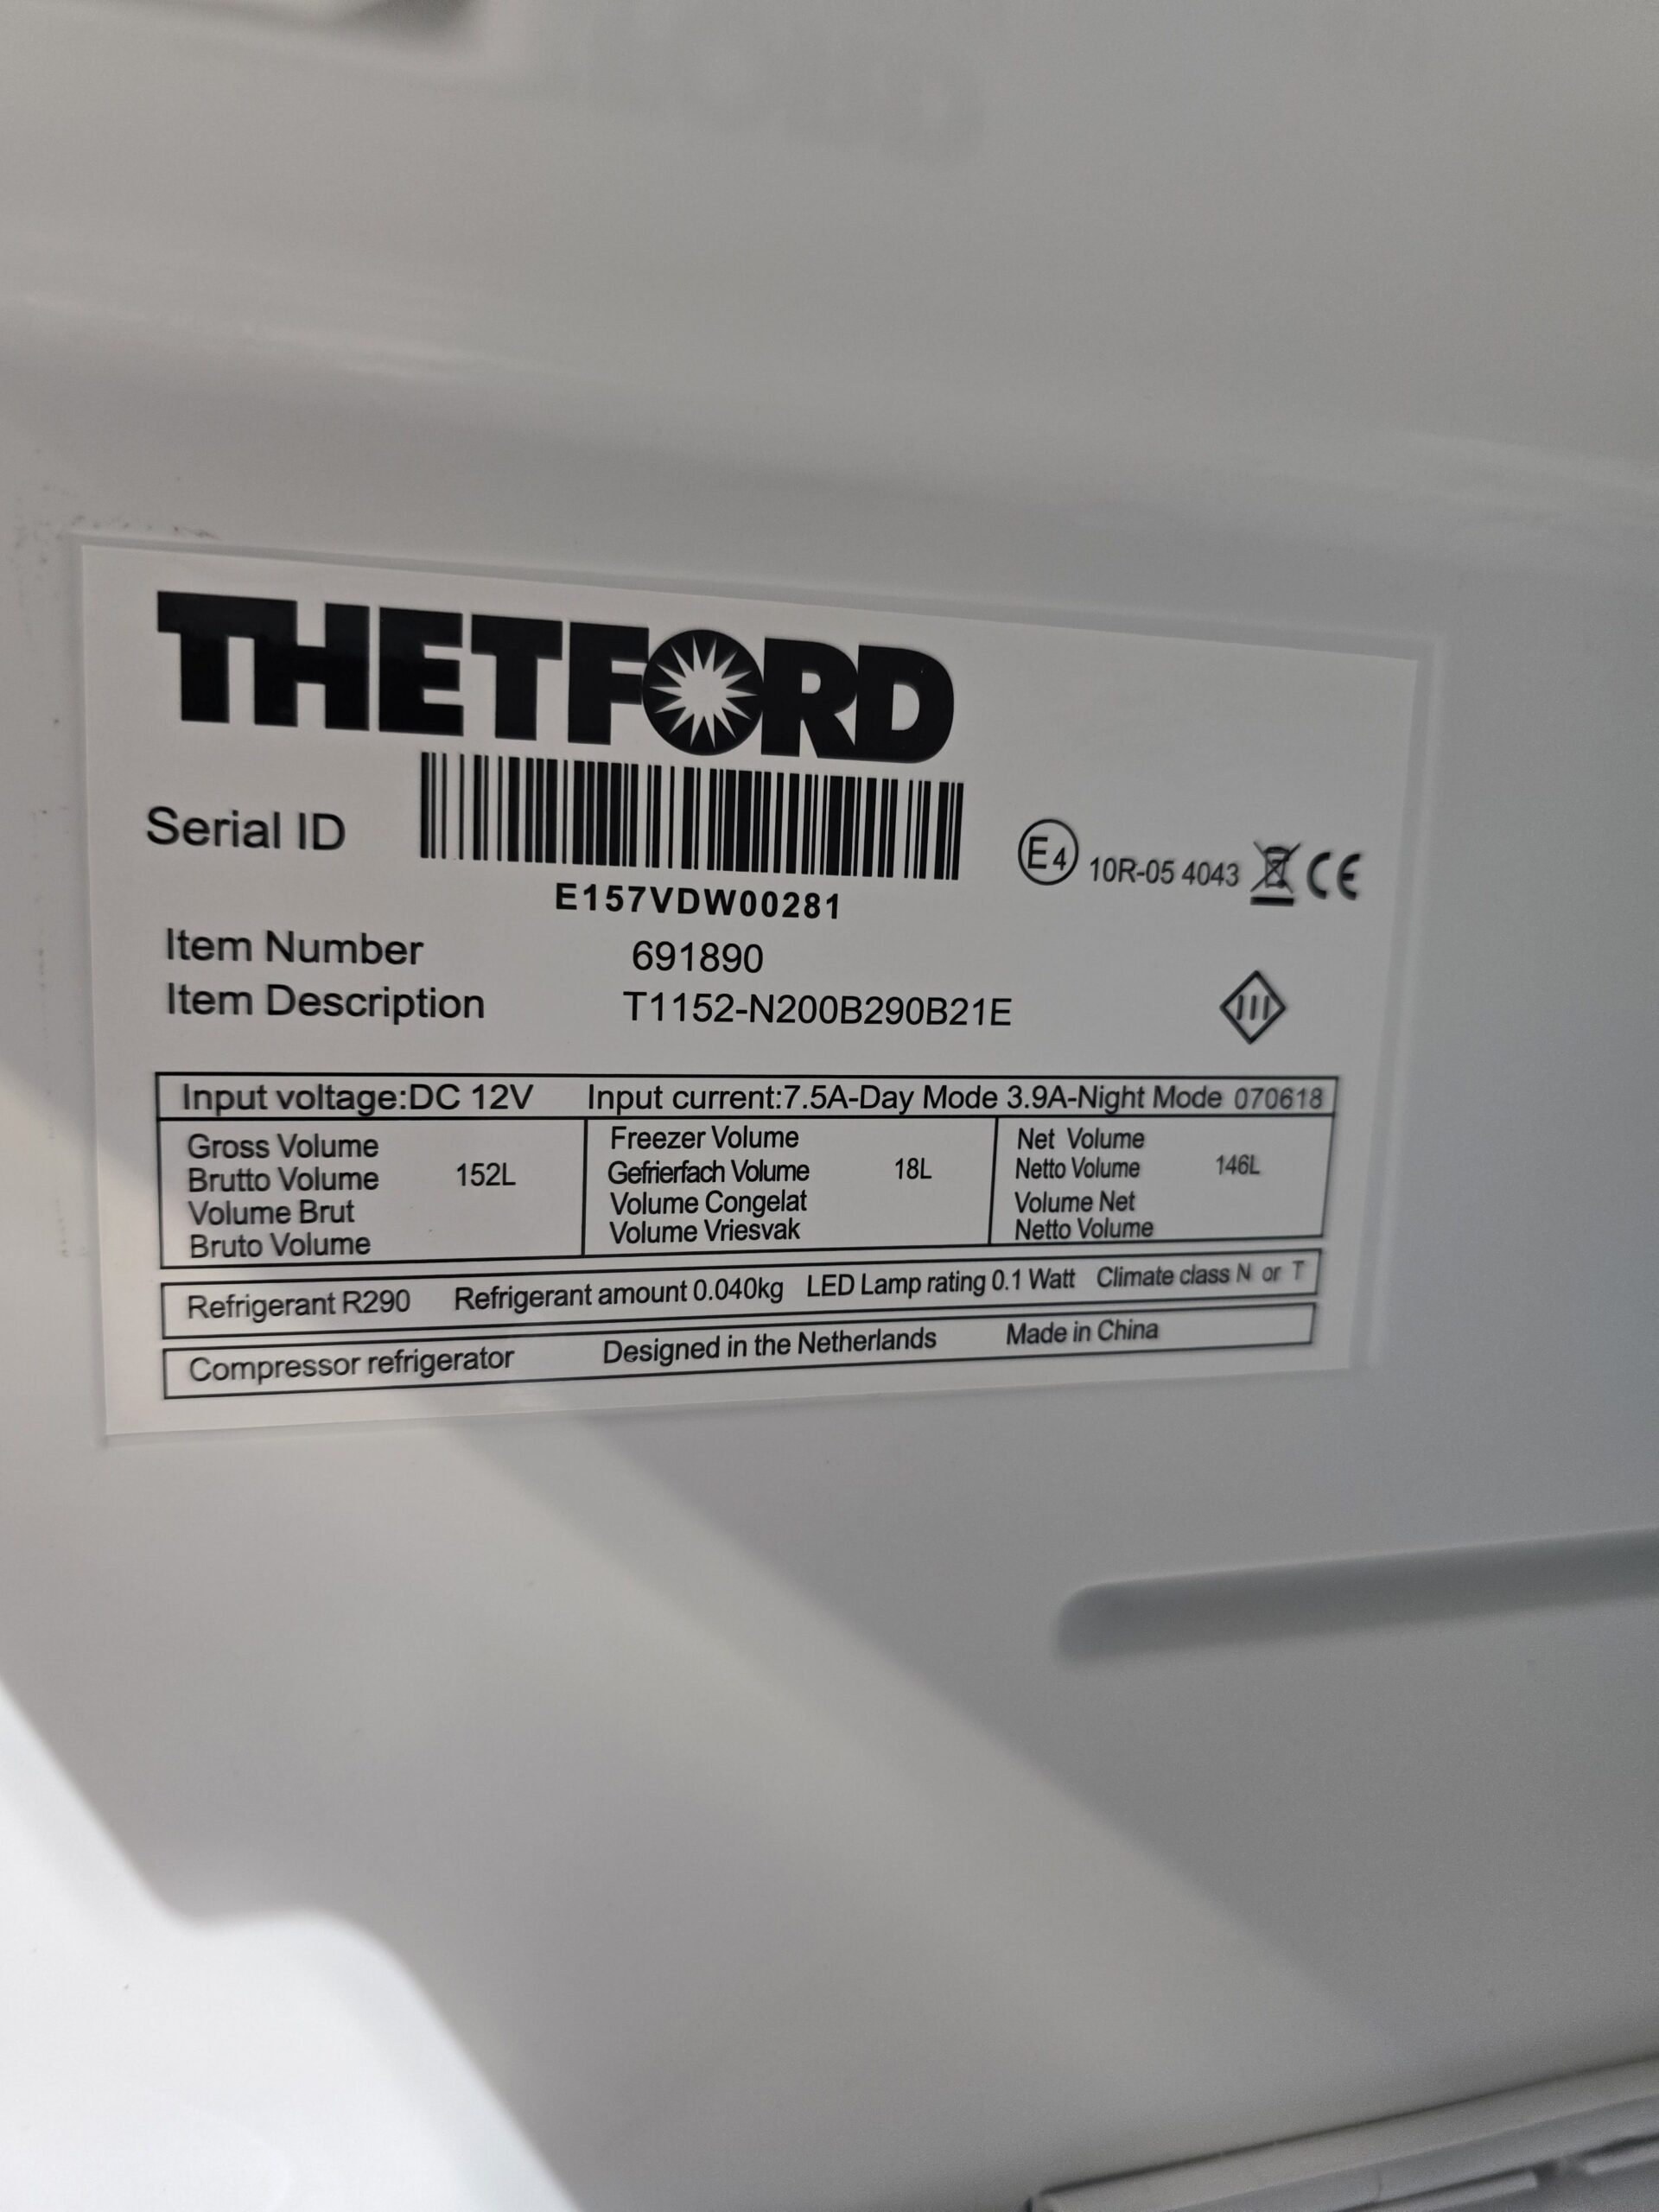 THETFORD
Serial ID
E157VDW00281
E4 10R-05 4043 CE
Item Number 691890
Item Description T1152-N200B290B21E
III
Input voltage:DC 12V Input current:7.5A-Day Mode 3.9A-Night Mode 070618
Gross Volume
Brutto Volume 152L
Volume Brut
Bruto Volume
Freezer Volume
Gefrierfach Volume 18L
Volume Congelat
Volume Vriesvak
Net Volume
Netto Volume 146L
Volume Net
Netto Volume
Refrigerant R290 Refrigerant amount 0.040kg LED Lamp rating 0.1 Watt Climate class N or T
Compressor refrigerator Designed in the Netherlands Made in China